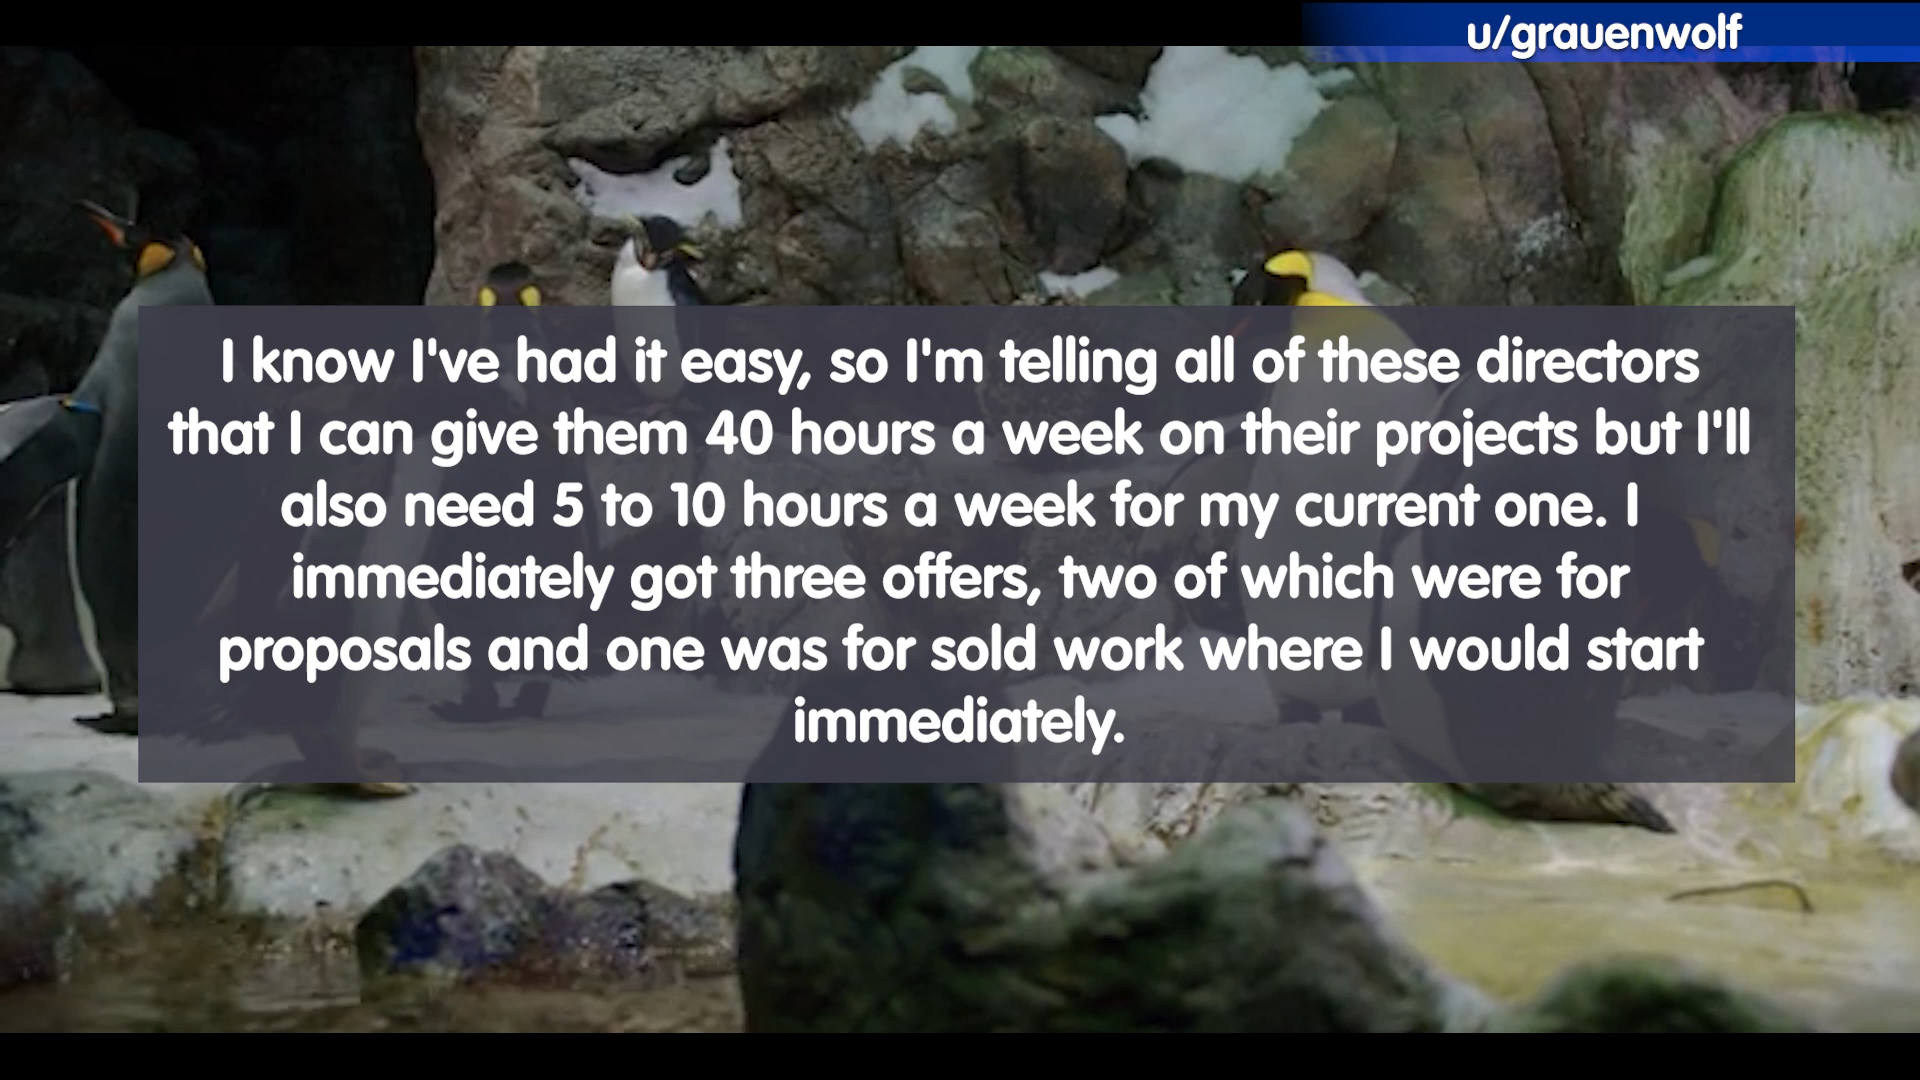 u/grauenwolf
I know I've had it easy, so I'm telling all of these directors
that I can give them 40 hours a week on their projects but I'll
also need 5 to 10 hours a week for my current one. I
immediately got three offers, two of which were for
proposals and one was for sold work where I would start
immediately.